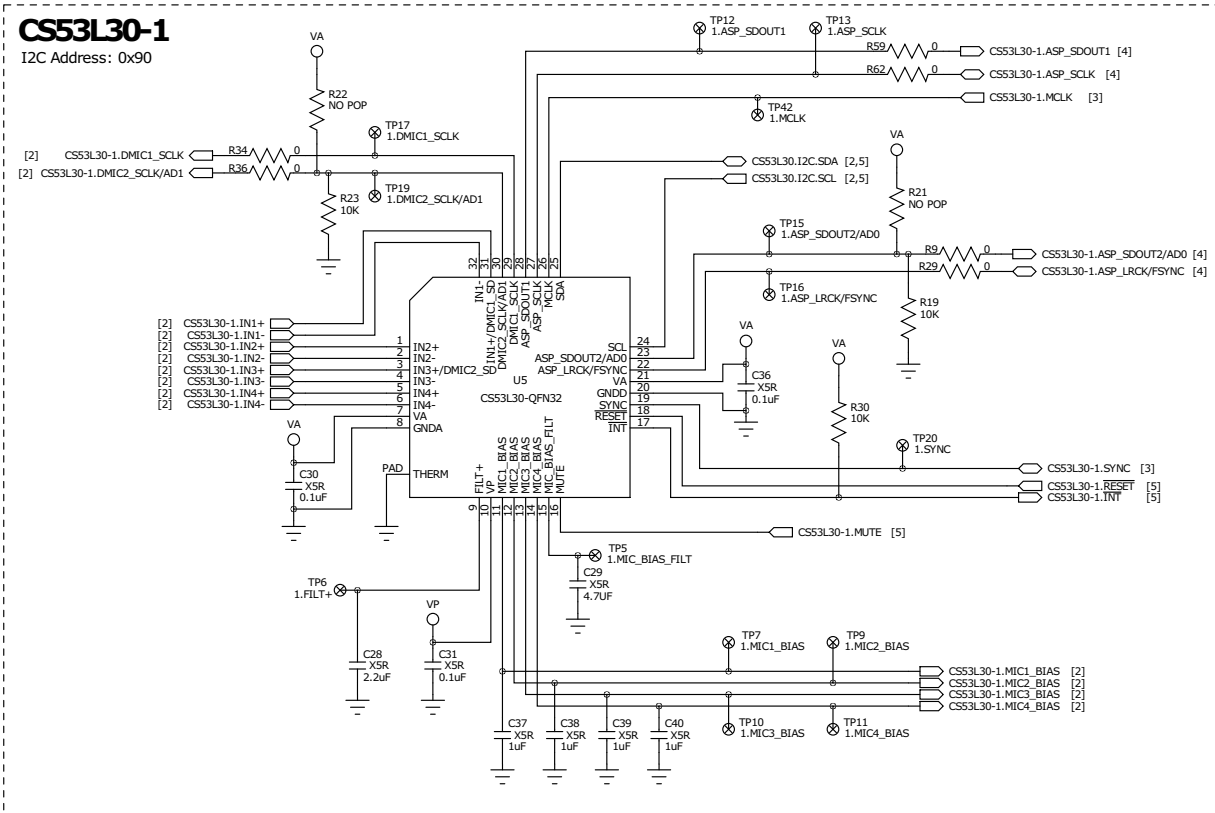 CS53L30-1
I2C Address: 0x90
VA
R22
NO POP
TP12
1.ASP_SDOUT1
TP13
1.ASP_SCLK
R59 0 CS53L30-1.ASP_SDOUT1 [4]
R62 0 CS53L30-1.ASP_SCLK [4]
CS53L30-1.MCLK [3]
TP42
1.MCLK
TP17
1.DMIC1_SCLK
[2] CS53L30-1.DMIC1_SCLK R34 0
[2] CS53L30-1.DMIC2_SCLK/AD1 R36 0
R23
10K
TP19
1.DMIC2_SCLK/AD1
CS53L30.I2C.SDA [2,5]
CS53L30.I2C.SCL [2,5]
VA
R21
NO POP
TP15
1.ASP_SDOUT2/AD0
R9 0 CS53L30-1.ASP_SDOUT2/AD0 [4]
R29 0 CS53L30-1.ASP_LRCK/FSYNC [4]
TP16
1.ASP_LRCK/FSYNC
R19
10K
32 IN1-
31 IN1+/DMIC1_SD
30 DMIC2_SCLK/AD1
29 DMIC1_SCLK
28 ASP_SDOUT1
27 ASP_SCLK
26 MCLK
25 SDA
[2] CS53L30-1.IN1+
[2] CS53L30-1.IN1-
[2] CS53L30-1.IN2+
[2] CS53L30-1.IN2-
[2] CS53L30-1.IN3+
[2] CS53L30-1.IN3-
[2] CS53L30-1.IN4+
[2] CS53L30-1.IN4-
1 IN2+
2 IN2-
3 IN3+/DMIC2_SD
4 IN3-
5 IN4+
6 IN4-
7 VA
8 GNDA
PAD THERM
U5
CS53L30-QFN32
SCL 24
ASP_SDOUT2/AD0 23
ASP_LRCK/FSYNC 22
VA 21
GNDD 20
SYNC 19
RESET 18
INT 17
VA
C36
X5R
0.1uF
VA
R30
10K
TP20
1.SYNC
CS53L30-1.SYNC [3]
CS53L30-1.RESET [5]
CS53L30-1.INT [5]
VA
C30
X5R
0.1uF
9 FILT+
10 VP
11 MIC1_BIAS
12 MIC2_BIAS
13 MIC3_BIAS
14 MIC4_BIAS
15 MIC_BIAS_FILT
16 MUTE
CS53L30-1.MUTE [5]
TP5
1.MIC_BIAS_FILT
C29
X5R
4.7UF
TP6
1.FILT+
C28
X5R
2.2uF
VP
C31
X5R
0.1uF
TP7
1.MIC1_BIAS
TP9
1.MIC2_BIAS
CS53L30-1.MIC1_BIAS [2]
CS53L30-1.MIC2_BIAS [2]
CS53L30-1.MIC3_BIAS [2]
CS53L30-1.MIC4_BIAS [2]
TP10
1.MIC3_BIAS
TP11
1.MIC4_BIAS
C37
X5R
1uF
C38
X5R
1uF
C39
X5R
1uF
C40
X5R
1uF